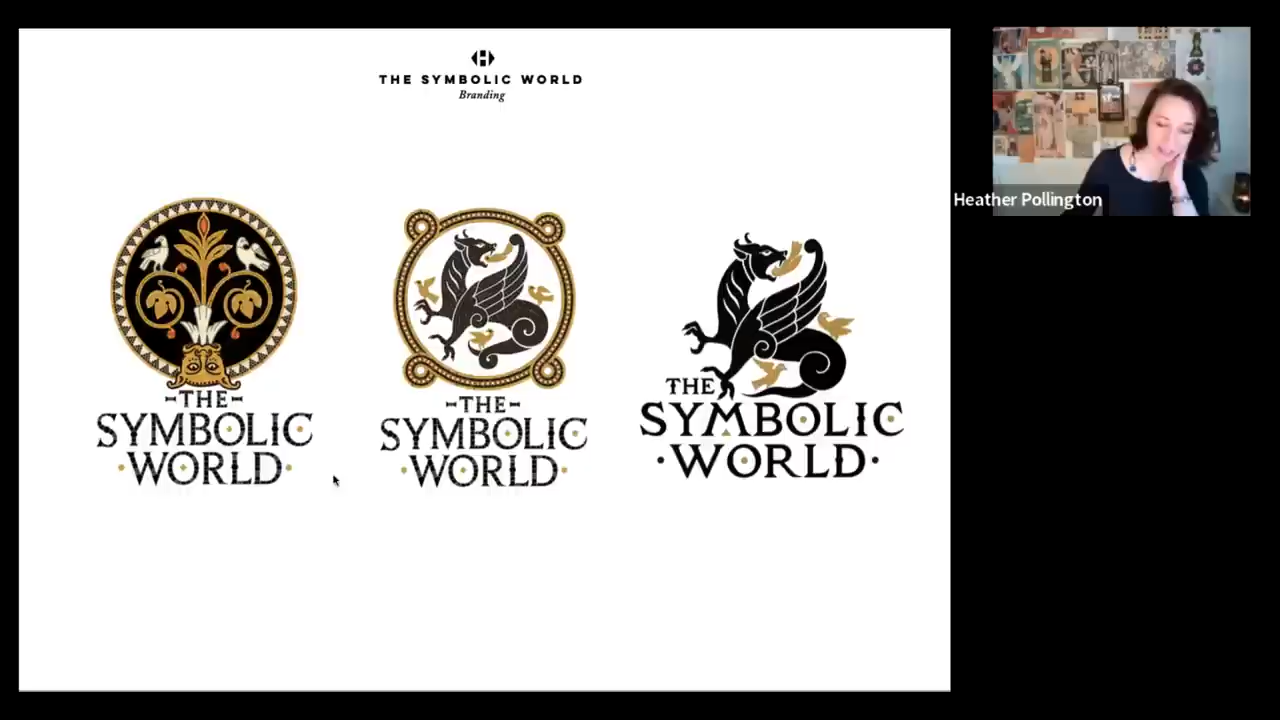 THE SYMBOLIC WORLD
Branding
-THE-
SYMBOLIC
·WORLD·
-THE-
SYMBOLIC
·WORLD·
THE
SYMBOLIC
·WORLD·
Heather Pollington